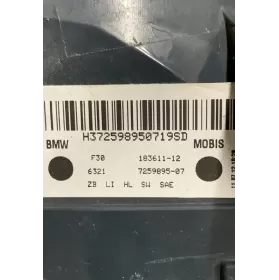 H372598950719SD
BMW MOBIS
F30 183611-12
6321 7259895-07
ZB LI HL SW SAE